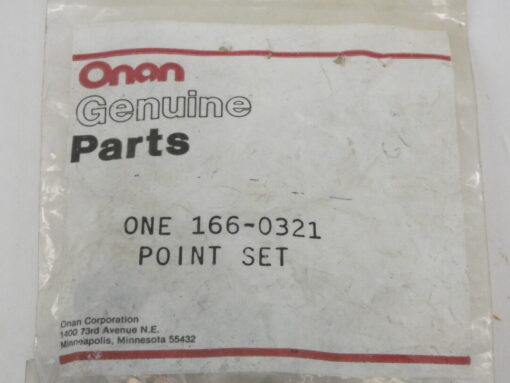 Onan
Genuine
Parts
ONE 166-0321
POINT SET
Onan Corporation
1400 73rd Avenue N.E.
Minneapolis, Minnesota 55432